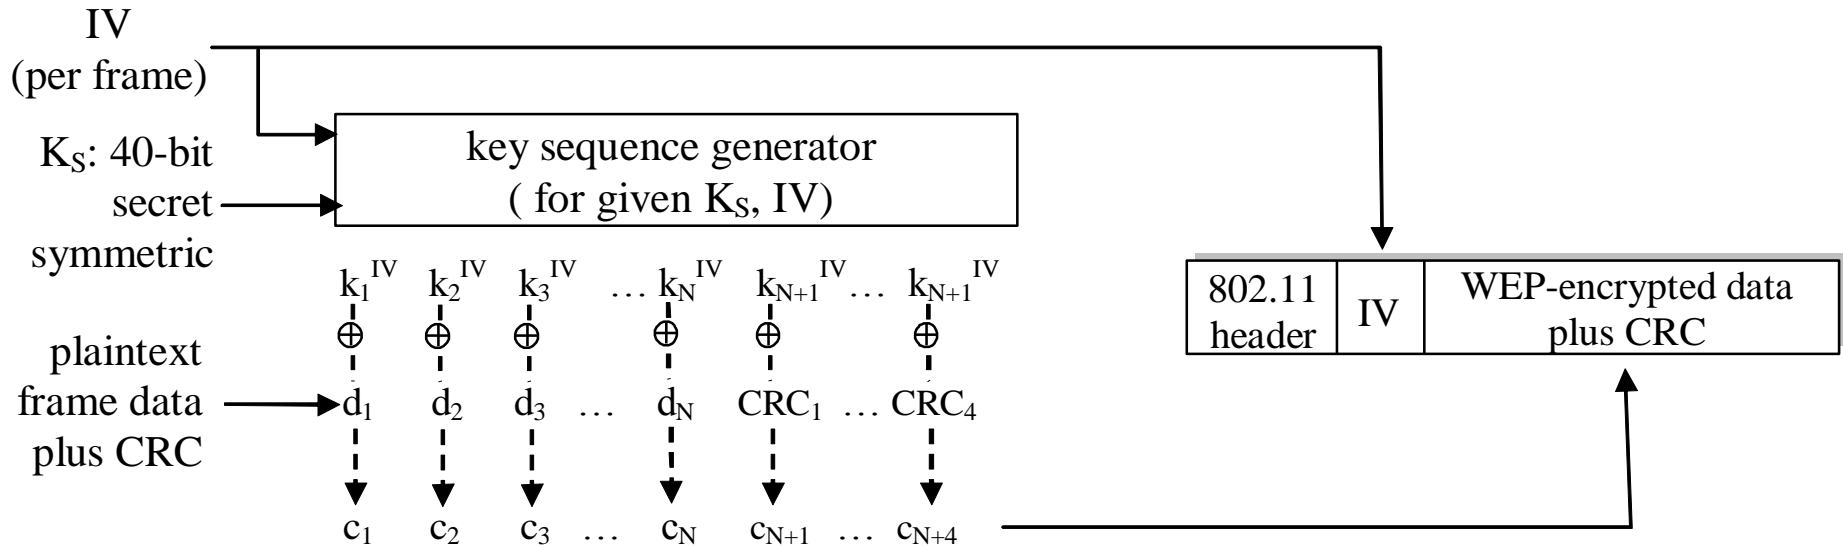 IV
(per frame)
K_S: 40-bit
secret
symmetric
key sequence generator
( for given K_S, IV)
k_1^IV k_2^IV k_3^IV … k_N^IV k_N+1^IV … k_N+1^IV
802.11
header
IV
WEP-encrypted data
plus CRC
plaintext
frame data
plus CRC
d_1 d_2 d_3 … d_N CRC_1 … CRC_4
c_1 c_2 c_3 … c_N c_N+1 … c_N+4